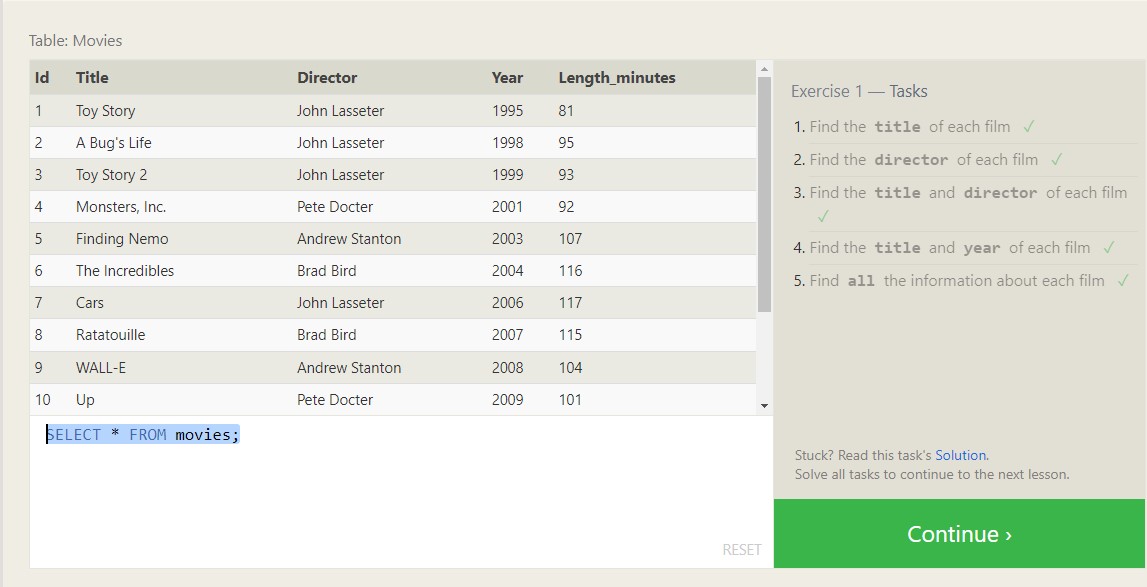 Table: Movies
Id Title Director Year Length_minutes
1 Toy Story John Lasseter 1995 81
2 A Bug's Life John Lasseter 1998 95
3 Toy Story 2 John Lasseter 1999 93
4 Monsters, Inc. Pete Docter 2001 92
5 Finding Nemo Andrew Stanton 2003 107
6 The Incredibles Brad Bird 2004 116
7 Cars John Lasseter 2006 117
8 Ratatouille Brad Bird 2007 115
9 WALL-E Andrew Stanton 2008 104
10 Up Pete Docter 2009 101
SELECT * FROM movies;
RESET
Exercise 1 — Tasks
1. Find the title of each film ✓
2. Find the director of each film ✓
3. Find the title and director of each film
✓
4. Find the title and year of each film ✓
5. Find all the information about each film ✓
Stuck? Read this task's Solution.
Solve all tasks to continue to the next lesson.
Continue ›